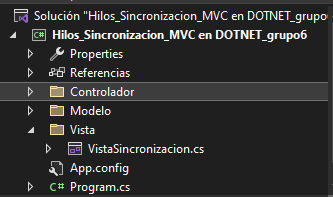 Solución "Hilos_Sincronizacion_MVC en DOTNET_grupo
Hilos_Sincronizacion_MVC en DOTNET_grupo6
Properties
Referencias
Controlador
Modelo
Vista
VistaSincronizacion.cs
App.config
C# Program.cs